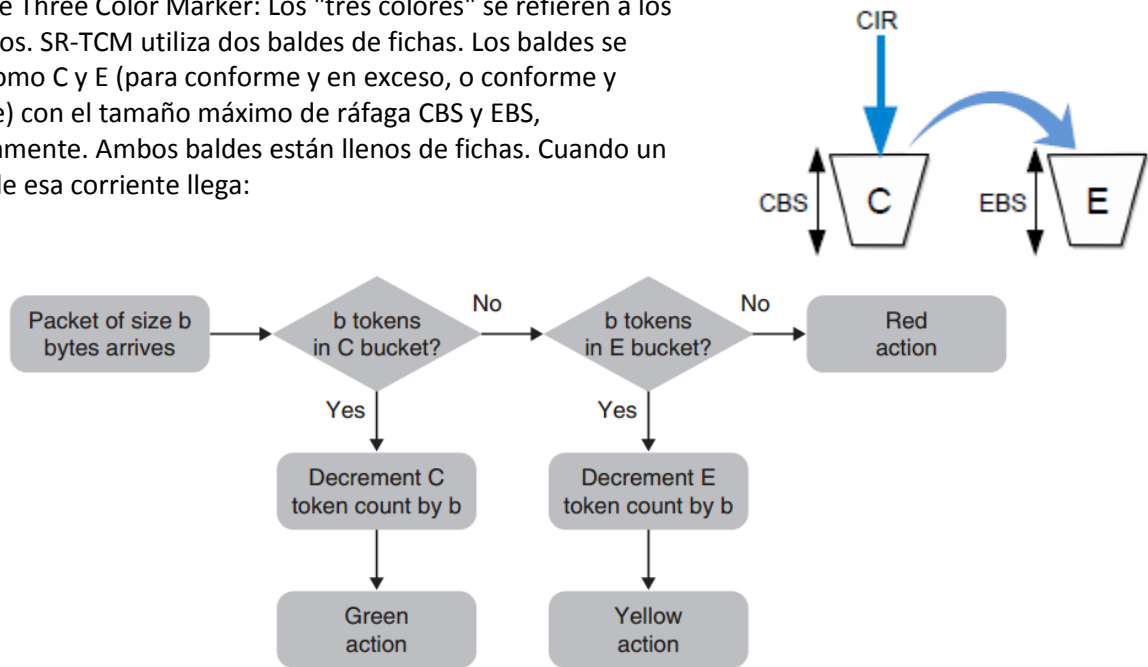 e Three Color Marker: Los "tres colores" se refieren a los
os. SR-TCM utiliza dos baldes de fichas. Los baldes se
omo C y E (para conforme y en exceso, o conforme y
e) con el tamaño máximo de ráfaga CBS y EBS,
amente. Ambos baldes están llenos de fichas. Cuando un
e esa corriente llega:
CIR
CBS
C
EBS
E
Packet of size b
bytes arrives
b tokens
in C bucket?
No
b tokens
in E bucket?
No
Red
action
Yes
Yes
Decrement C
token count by b
Decrement E
token count by b
Green
action
Yellow
action